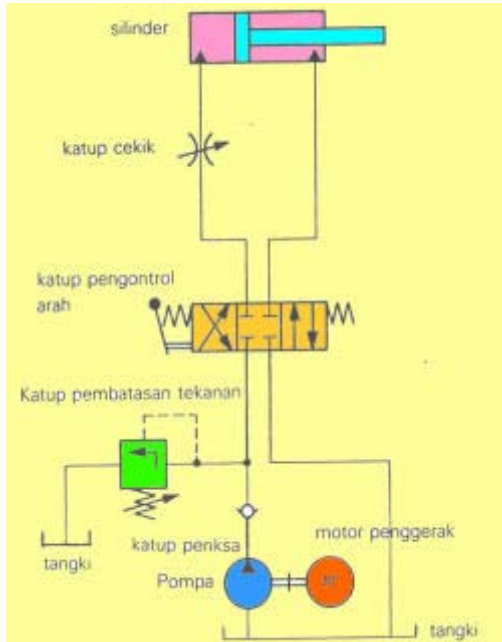 silinder
katup cekik
katup pengontrol
arah
Katup pembatasan tekanan
tangki
katup penksa
motor penggerak
Pompa
tangki